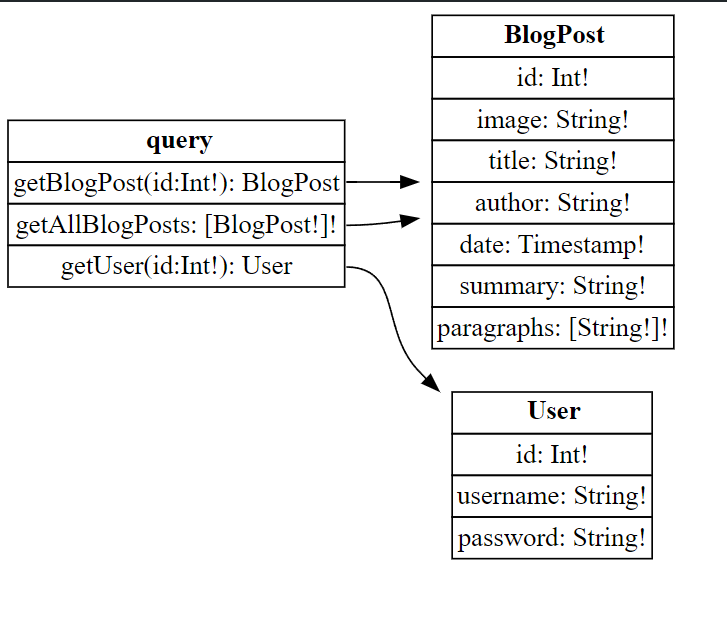 query
getBlogPost(id:Int!): BlogPost
getAllBlogPosts: [BlogPost!]!
getUser(id:Int!): User
BlogPost
id: Int!
image: String!
title: String!
author: String!
date: Timestamp!
summary: String!
paragraphs: [String!]!
User
id: Int!
username: String!
password: String!